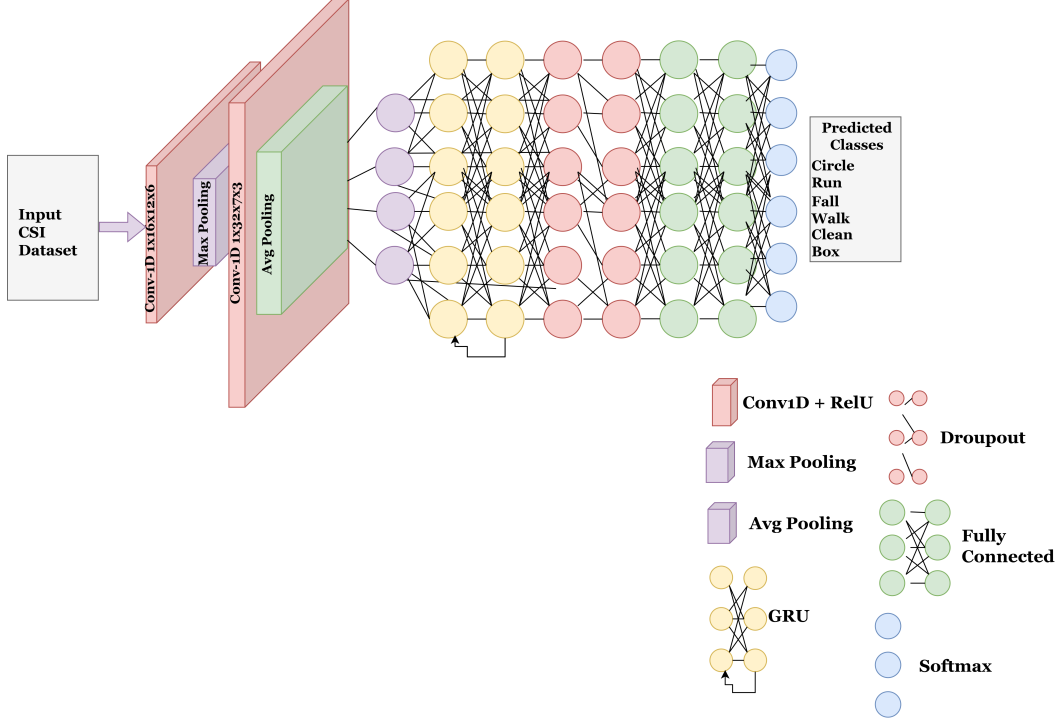 Input
CSI
Dataset
Conv-1D 1x16x12x6
Max Pooling
Conv-1D 1x32x7x3
Avg Pooling
Predicted
Classes
Circle
Run
Fall
Walk
Clean
Box
Conv1D + RelU
Max Pooling
Avg Pooling
GRU
Droupout
Fully
Connected
Softmax